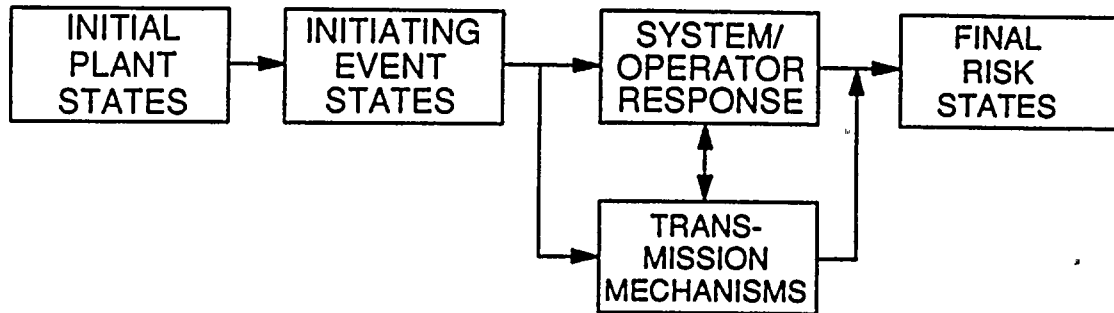 INITIAL
PLANT
STATES
INITIATING
EVENT
STATES
SYSTEM/
OPERATOR
RESPONSE
FINAL
RISK
STATES
TRANS-
MISSION
MECHANISMS